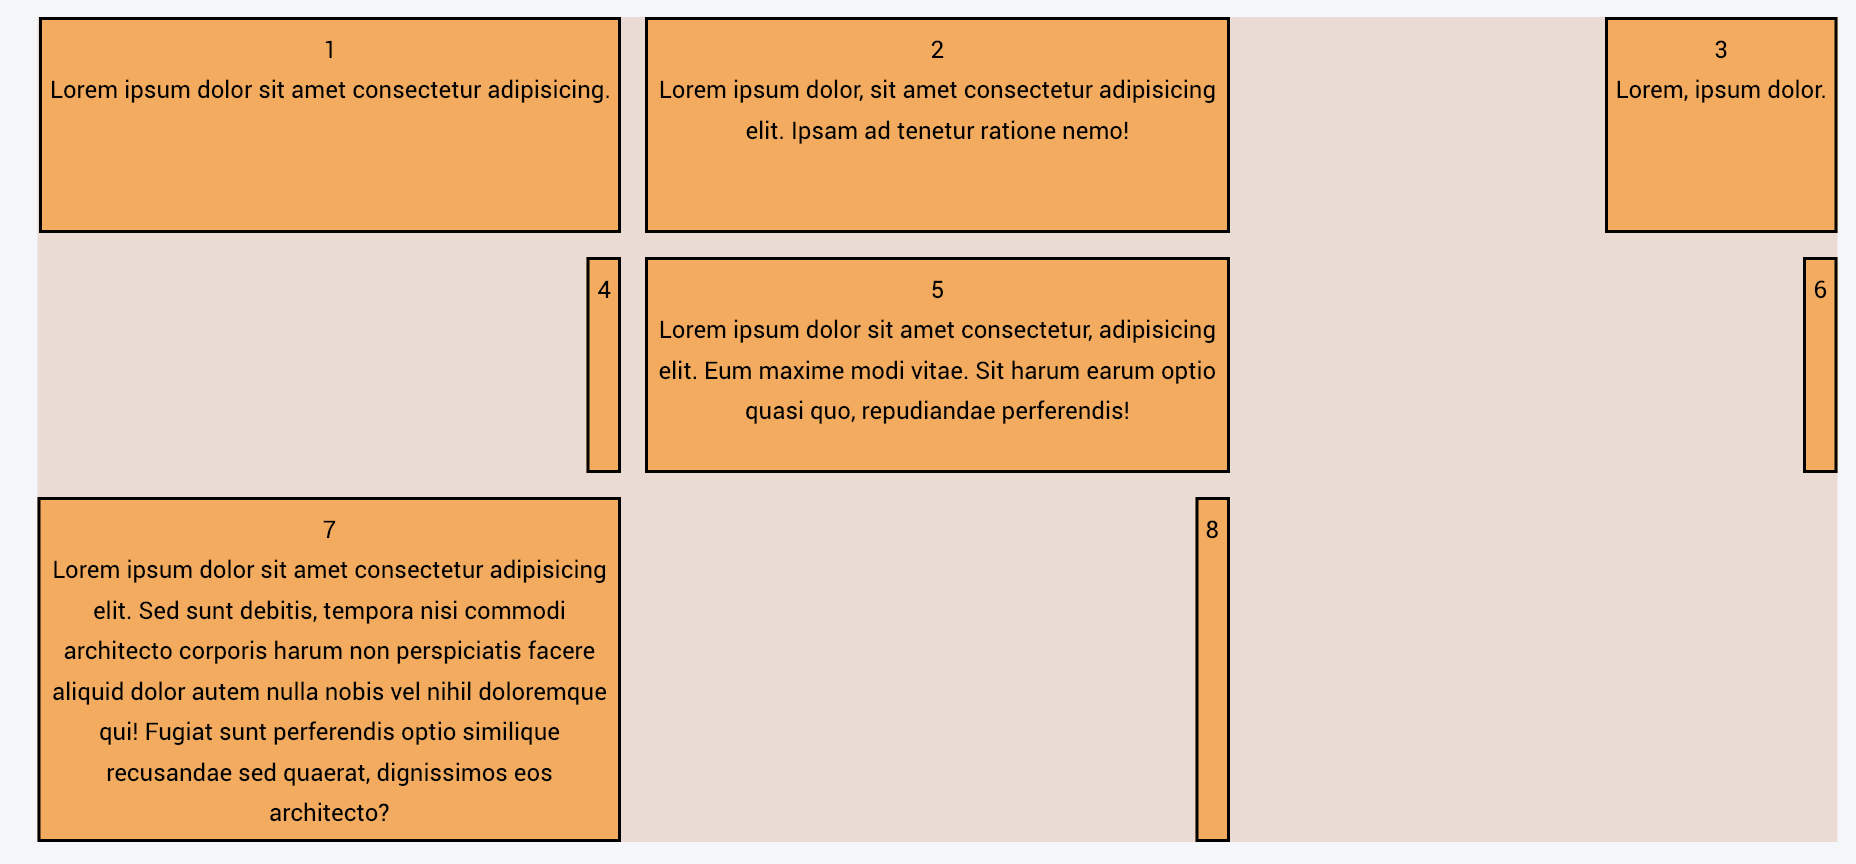 1
Lorem ipsum dolor sit amet consectetur adipisicing.
2
Lorem ipsum dolor, sit amet consectetur adipisicing
elit. Ipsam ad tenetur ratione nemo!
3
Lorem, ipsum dolor.
4
5
Lorem ipsum dolor sit amet consectetur, adipisicing
elit. Eum maxime modi vitae. Sit harum earum optio
quasi quo, repudiandae perferendis!
6
7
Lorem ipsum dolor sit amet consectetur adipisicing
elit. Sed sunt debitis, tempora nisi commodi
architecto corporis harum non perspiciatis facere
aliquid dolor autem nulla nobis vel nihil doloremque
qui! Fugiat sunt perferendis optio similique
recusandae sed quaerat, dignissimos eos
architecto?
8